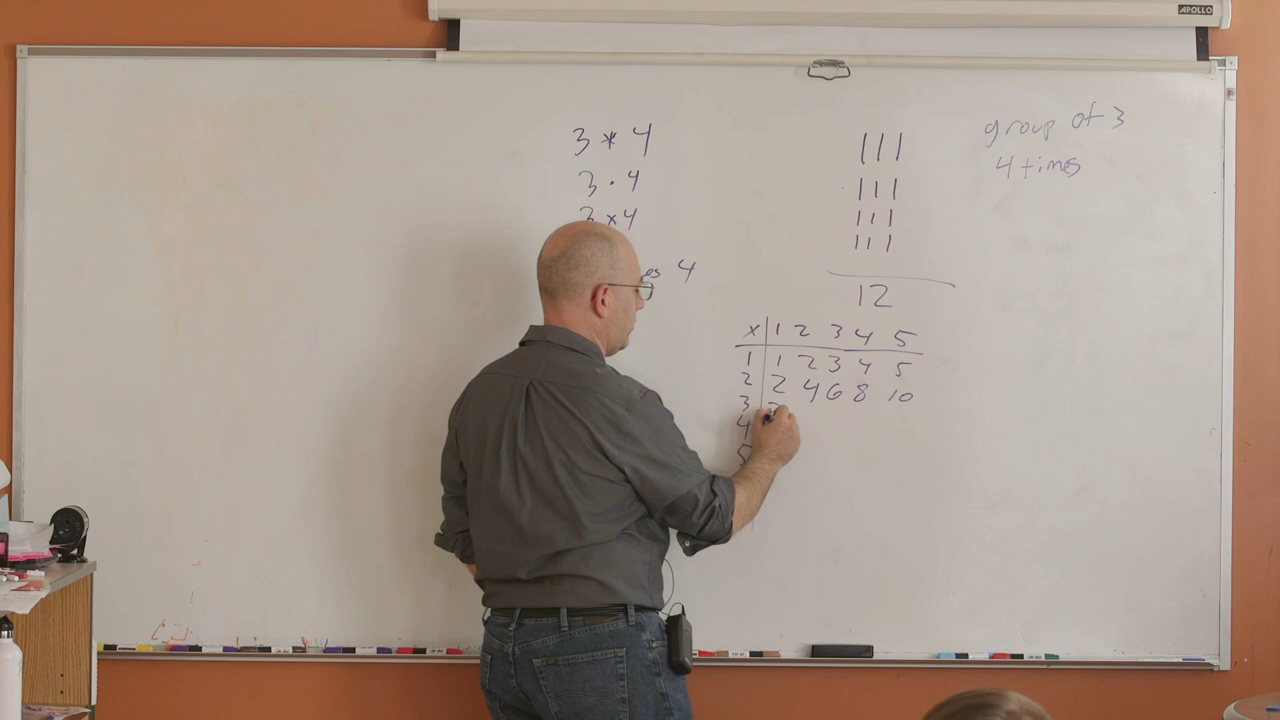 APOLLO
3 * 4
3 · 4
3 x 4
4
111
111
111
111
12
group of 3
4 times
x | 1 2 3 4 5
1 | 1 2 3 4 5
2 | 2 4 6 8 10
3
4
5